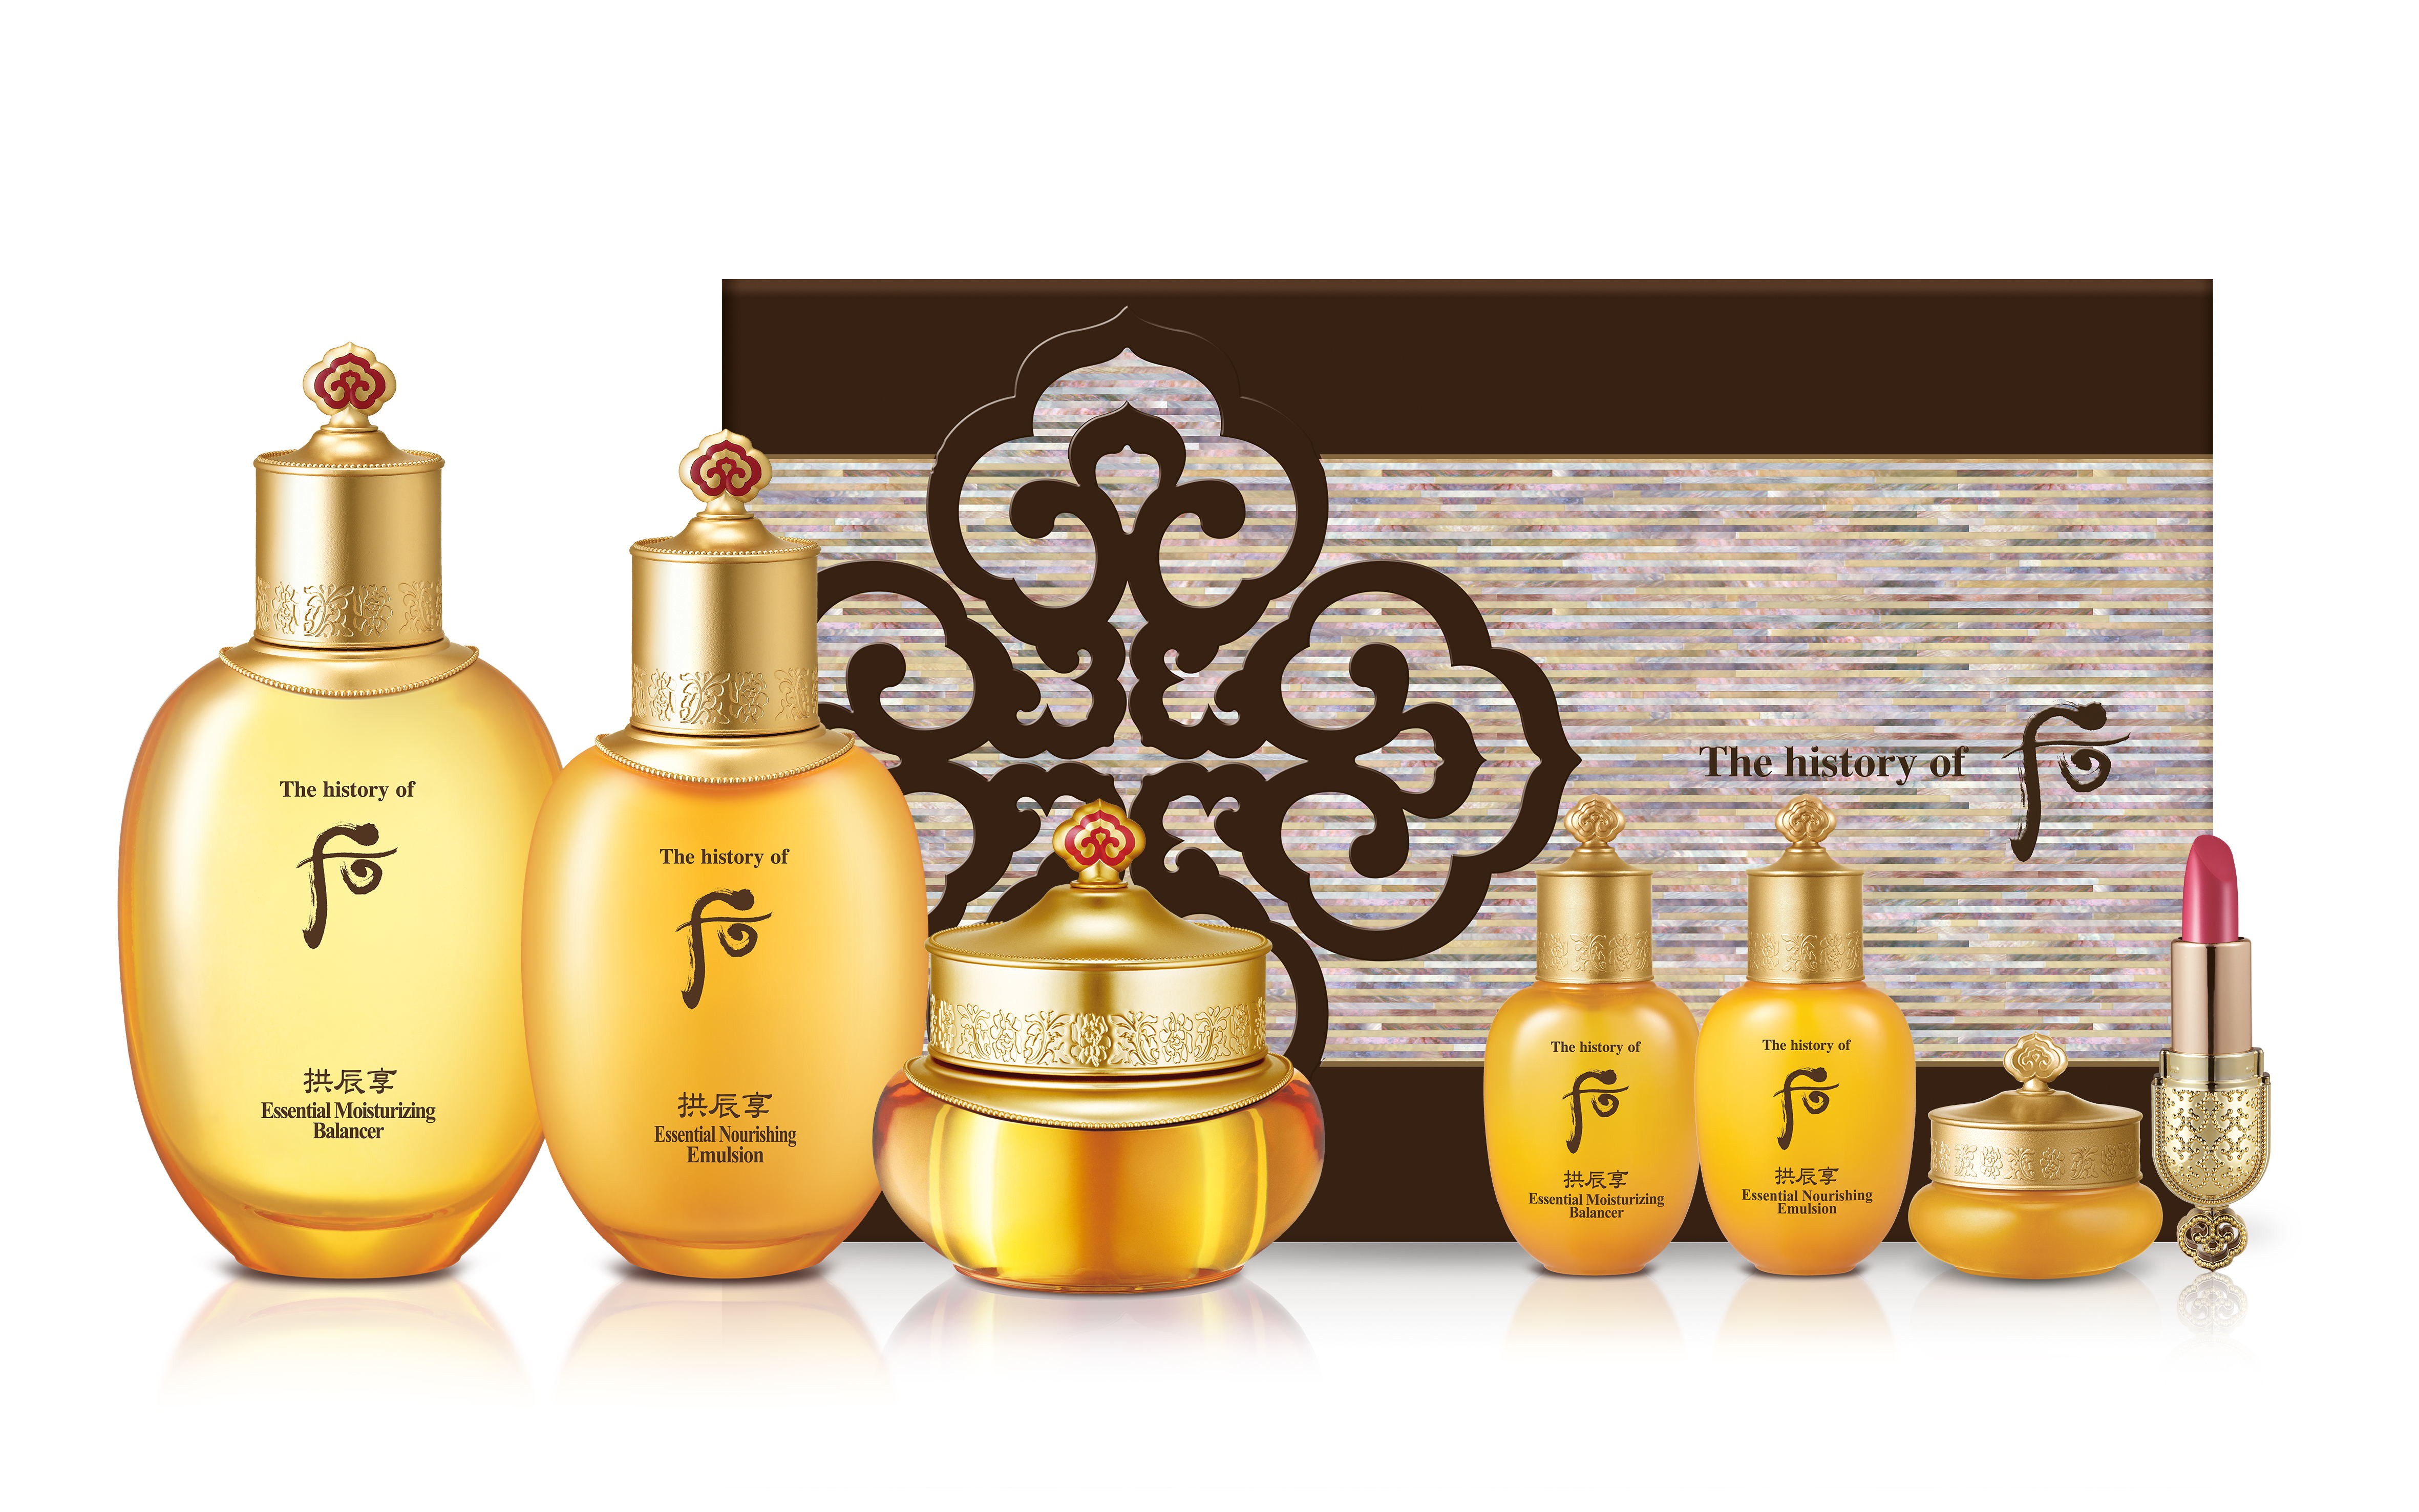 The history of
后
拱辰享
Essential Moisturizing
Balancer
The history of
后
拱辰享
Essential Nourishing
Emulsion
The history of 后
The history of
后
拱辰享
Essential Moisturizing
Balancer
The history of
后
拱辰享
Essential Nourishing
Emulsion